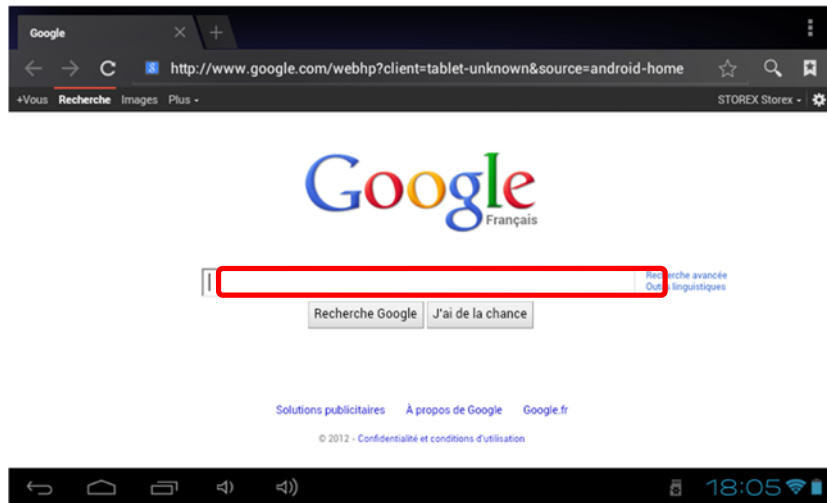 Google
http://www.google.com/webhp?client=tablet-unknown&source=android-home
+Vous Recherche Images Plus STOREX Storex
Google
Français
Recherche avancée
Outils linguistiques
Recherche Google J'ai de la chance
Solutions publicitaires À propos de Google Google.fr
© 2012 - Confidentialité et conditions d'utilisation
18:05